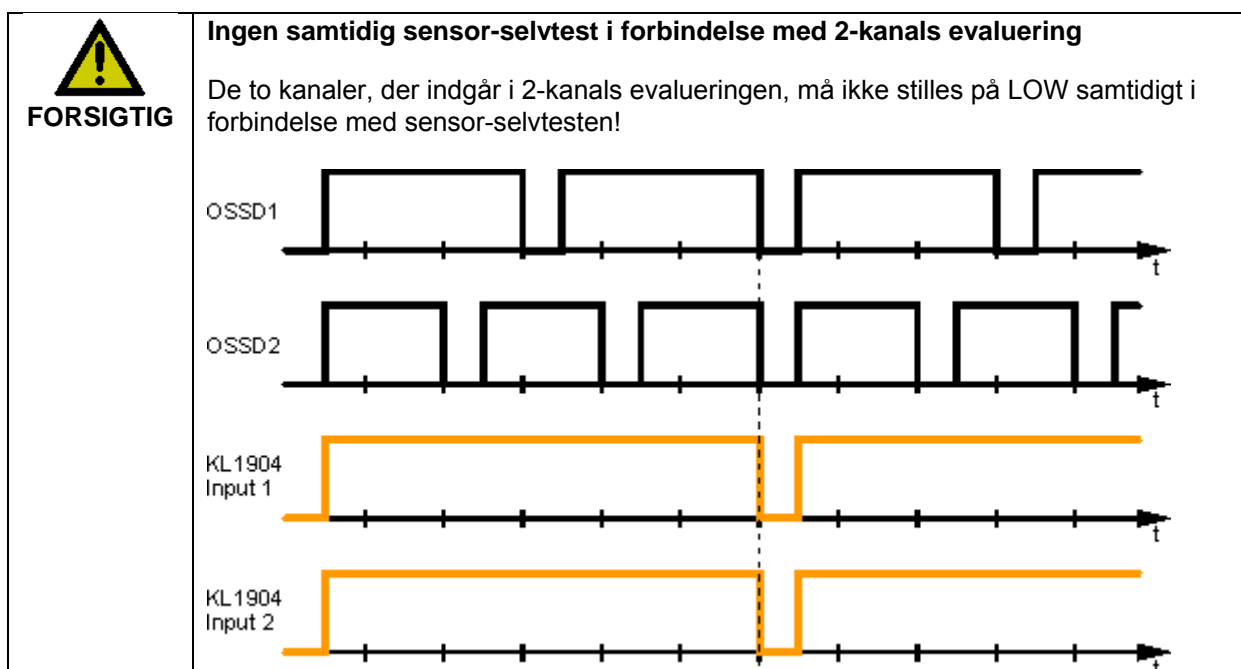 FORSIGTIG
Ingen samtidig sensor-selvtest i forbindelse med 2-kanals evaluering
De to kanaler, der indgår i 2-kanals evalueringen, må ikke stilles på LOW samtidigt i
forbindelse med sensor-selvtesten!
OSSD1
t
OSSD2
t
KL1904
Input 1
t
KL1904
Input 2
t